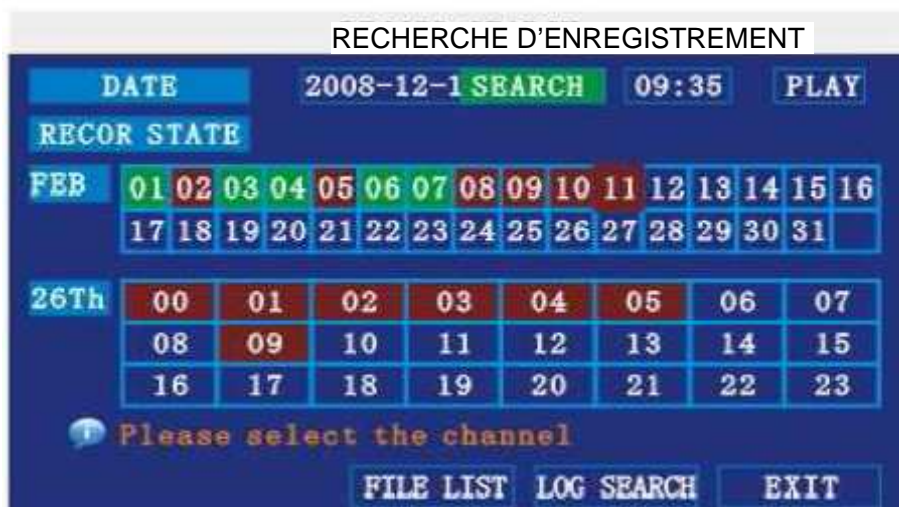 RECHERCHE D'ENREGISTREMENT
DATE 2008-12-1 SEARCH 09:35 PLAY
RECOR STATE
FEB 01 02 03 04 05 06 07 08 09 10 11 12 13 14 15 16
17 18 19 20 21 22 23 24 25 26 27 28 29 30 31
26Th 00 01 02 03 04 05 06 07
08 09 10 11 12 13 14 15
16 17 18 19 20 21 22 23
Please select the channel
FILE LIST LOG SEARCH EXIT